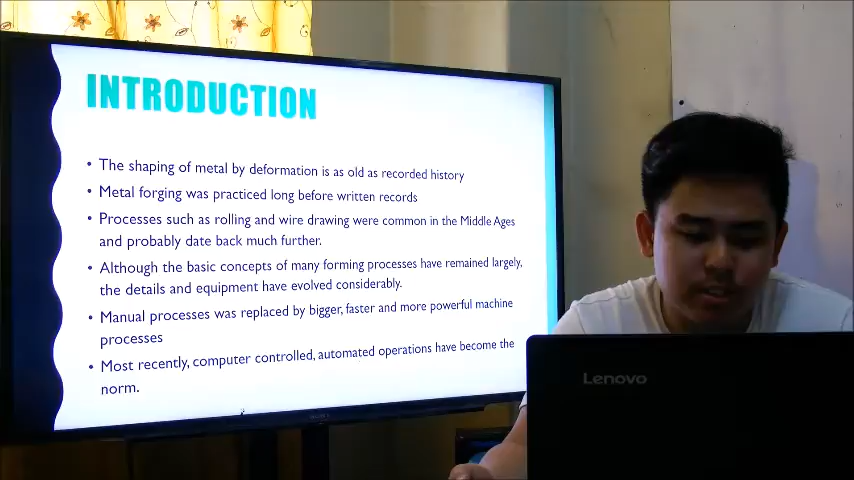 INTRODUCTION
• The shaping of metal by deformation is as old as recorded history
• Metal forging was practiced long before written records
• Processes such as rolling and wire drawing were common in the Middle Ages
and probably date back much further.
• Although the basic concepts of many forming processes have remained largely,
the details and equipment have evolved considerably.
• Manual processes was replaced by bigger, faster and more powerful machine
processes
• Most recently, computer controlled, automated operations have become the
norm.
Lenovo